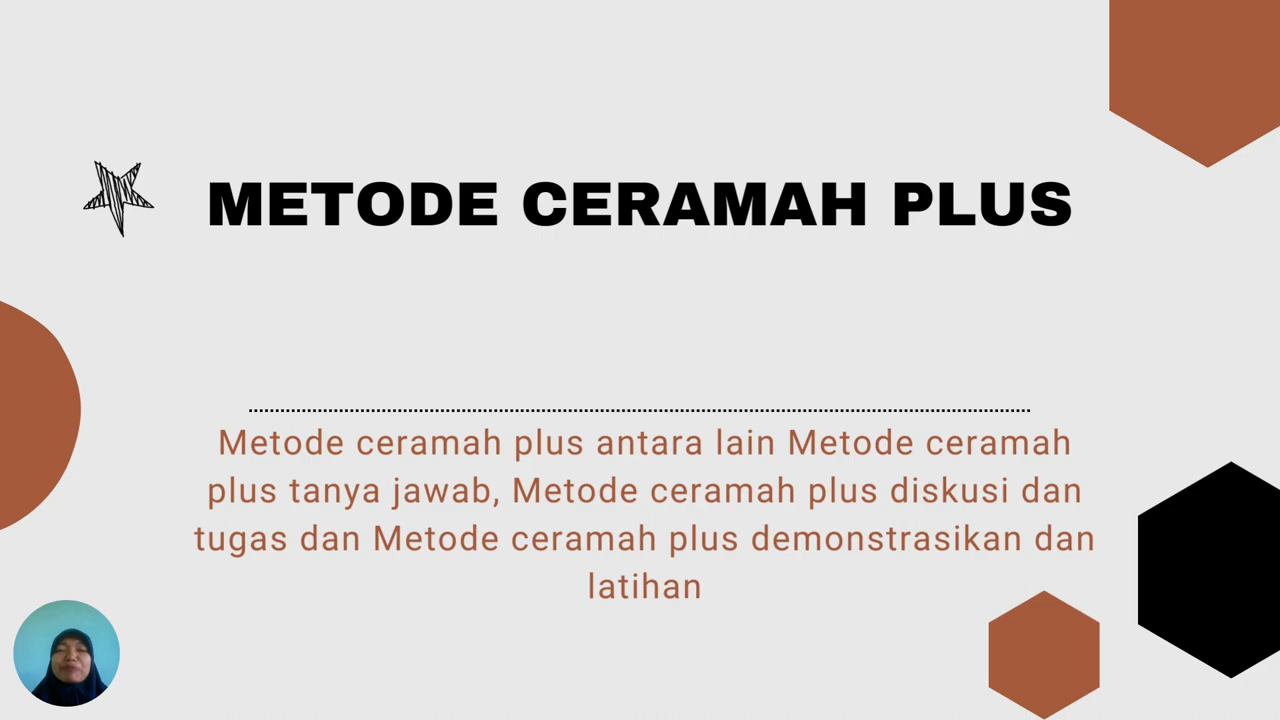 METODE CERAMAH PLUS
Metode ceramah plus antara lain Metode ceramah
plus tanya jawab, Metode ceramah plus diskusi dan
tugas dan Metode ceramah plus demonstrasikan dan
latihan